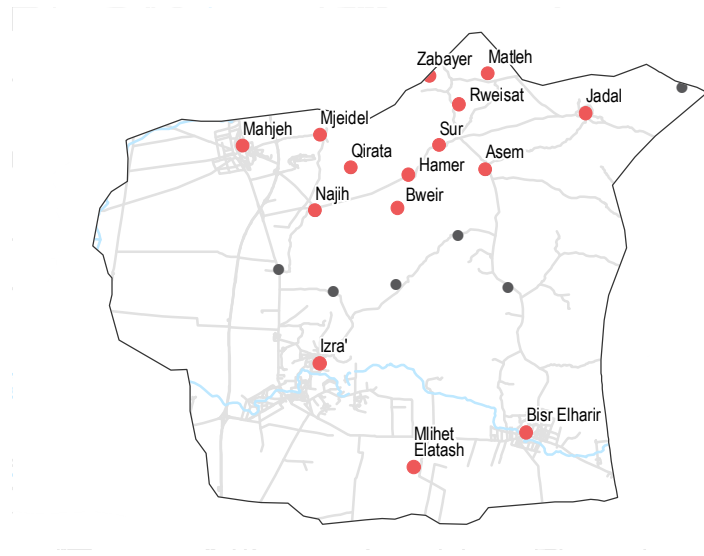 Zabayer
Matleh
Rweisat
Jadal
Mahjeh
Mjeidel
Sur
Qirata
Hamer
Asem
Najih
Bweir
Izra'
Bisr Elharir
Mlihet
Elatash